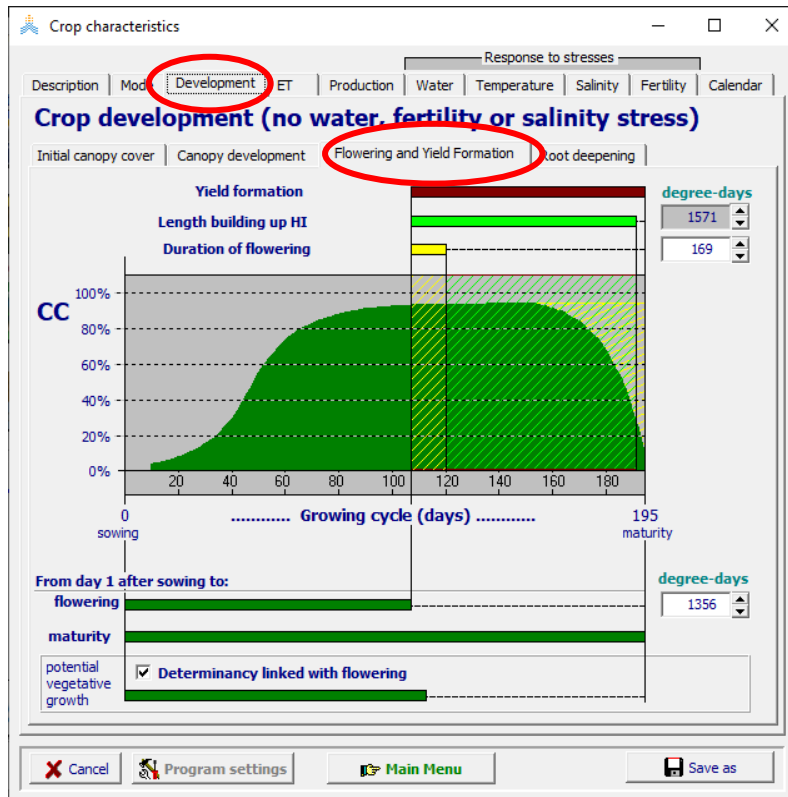 Crop characteristics
Response to stresses
Description Mode Development ET Production Water Temperature Salinity Fertility Calendar
Crop development (no water, fertility or salinity stress)
Initial canopy cover Canopy development Flowering and Yield Formation Root deepening
Yield formation degree-days
Length building up HI 1571
Duration of flowering 169
CC
100%
80%
60%
40%
20%
0%
20 40 60 80 100 120 140 160 180
0 ............ Growing cycle (days) ............ 195
sowing maturity
From day 1 after sowing to: degree-days
flowering 1356
maturity
potential
vegetative
growth
Determinancy linked with flowering
Cancel Program settings Main Menu Save as